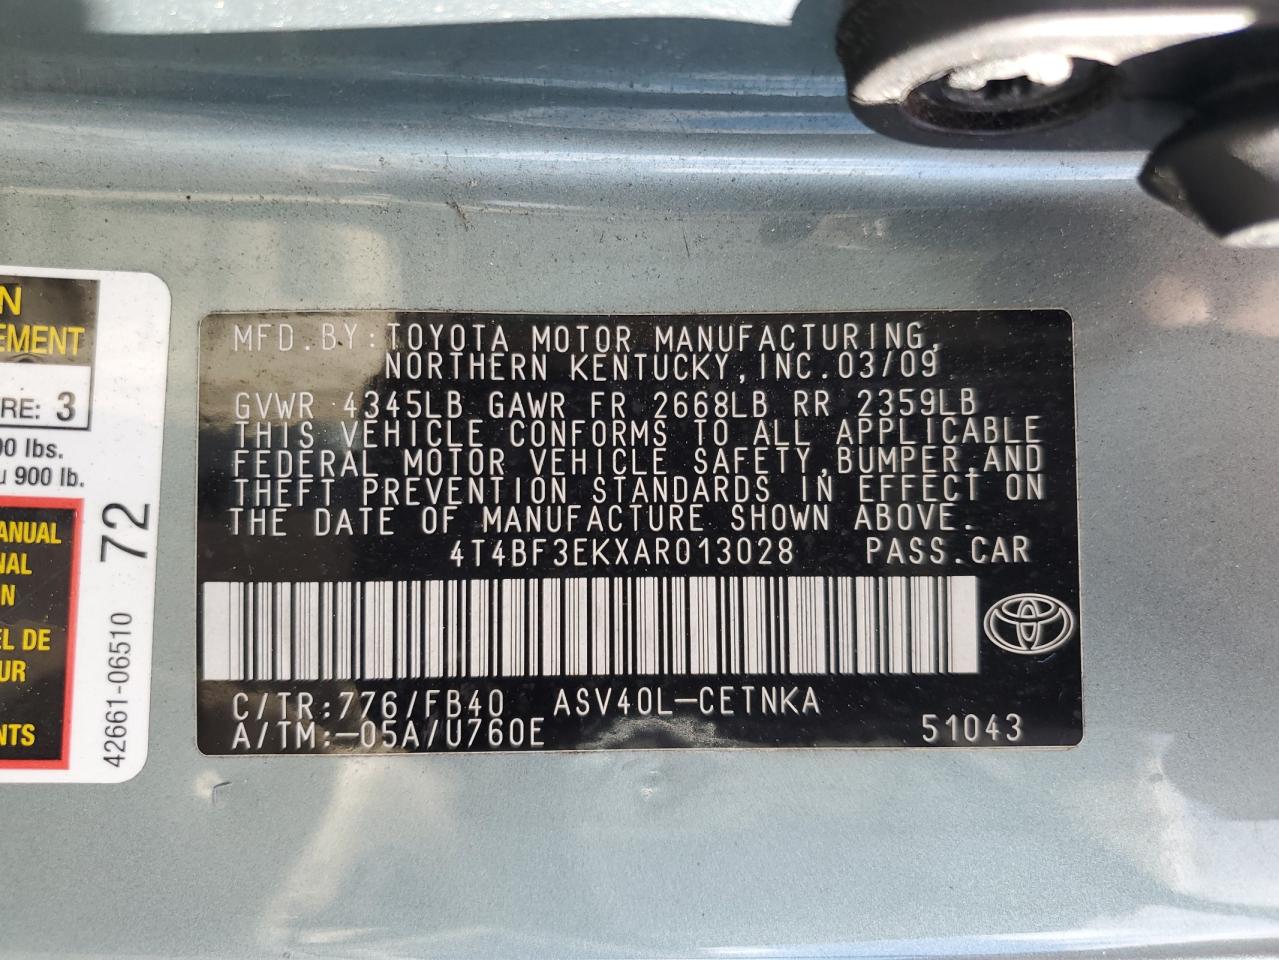 N
EMENT
RE: 3
00 lbs.
u 900 lb.
ANUAL
NAL
N
EL DE
UR
NTS
42661-06510 72
MFD.BY:TOYOTA MOTOR MANUFACTURING,
NORTHERN KENTUCKY,INC.03/09
GVWR 4345LB GAWR FR 2668LB RR 2359LB
THIS VEHICLE CONFORMS TO ALL APPLICABLE
FEDERAL MOTOR VEHICLE SAFETY,BUMPER,AND
THEFT PREVENTION STANDARDS IN EFFECT ON
THE DATE OF MANUFACTURE SHOWN ABOVE.
4T4BF3EKXAR013028 PASS.CAR
C/TR:776/FB40 ASV40L-CETNKA
A/TM:-05A/U760E 51043